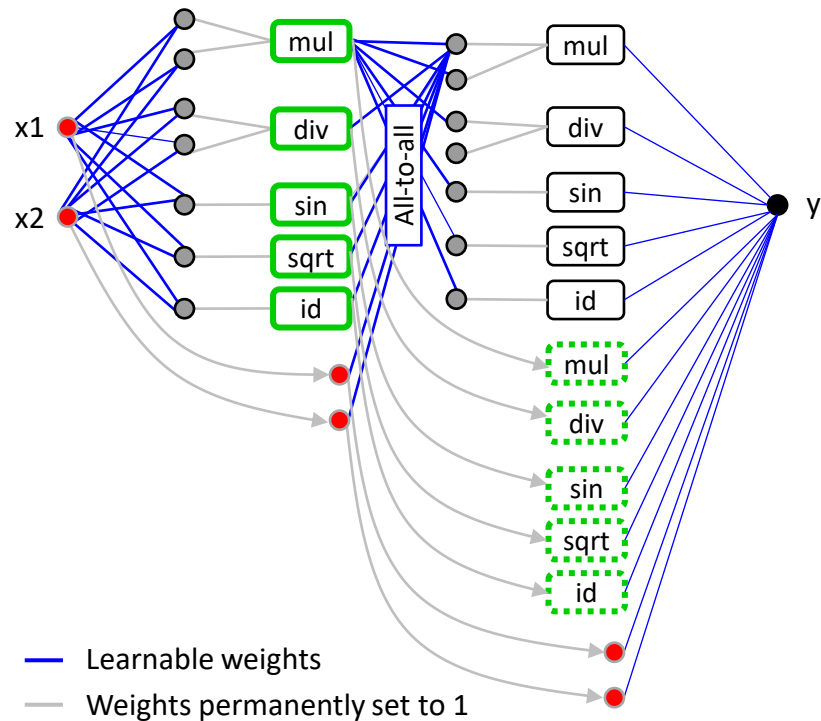 x1
x2
mul
div
sin
sqrt
id
All-to-all
mul
div
sin
sqrt
id
mul
div
sin
sqrt
id
y
Learnable weights
Weights permanently set to 1